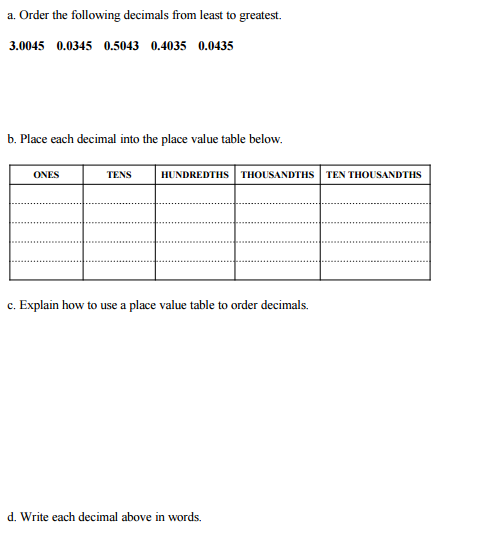 a. Order the following decimals from least to greatest.
3.0045 0.0345 0.5043 0.4035 0.0435
b. Place each decimal into the place value table below.
ONES TENS HUNDREDTHS THOUSANDTHS TEN THOUSANDTHS
c. Explain how to use a place value table to order decimals.
d. Write each decimal above in words.